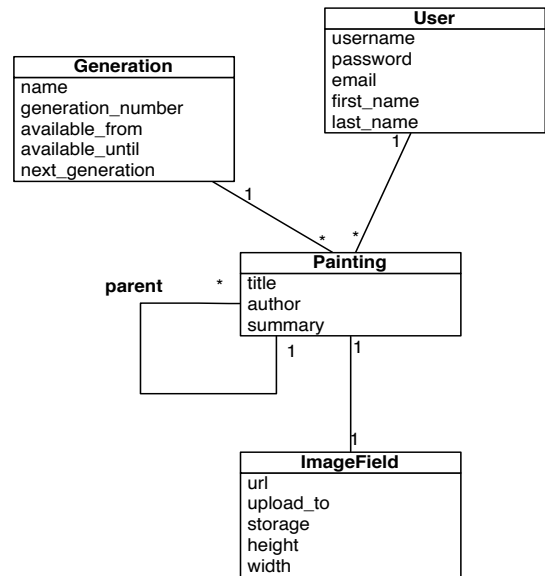 User
username
password
email
first_name
last_name
Generation
name
generation_number
available_from
available_until
next_generation
1
1
*
*
Painting
title
author
summary
parent
*
1
1
1
ImageField
url
upload_to
storage
height
width